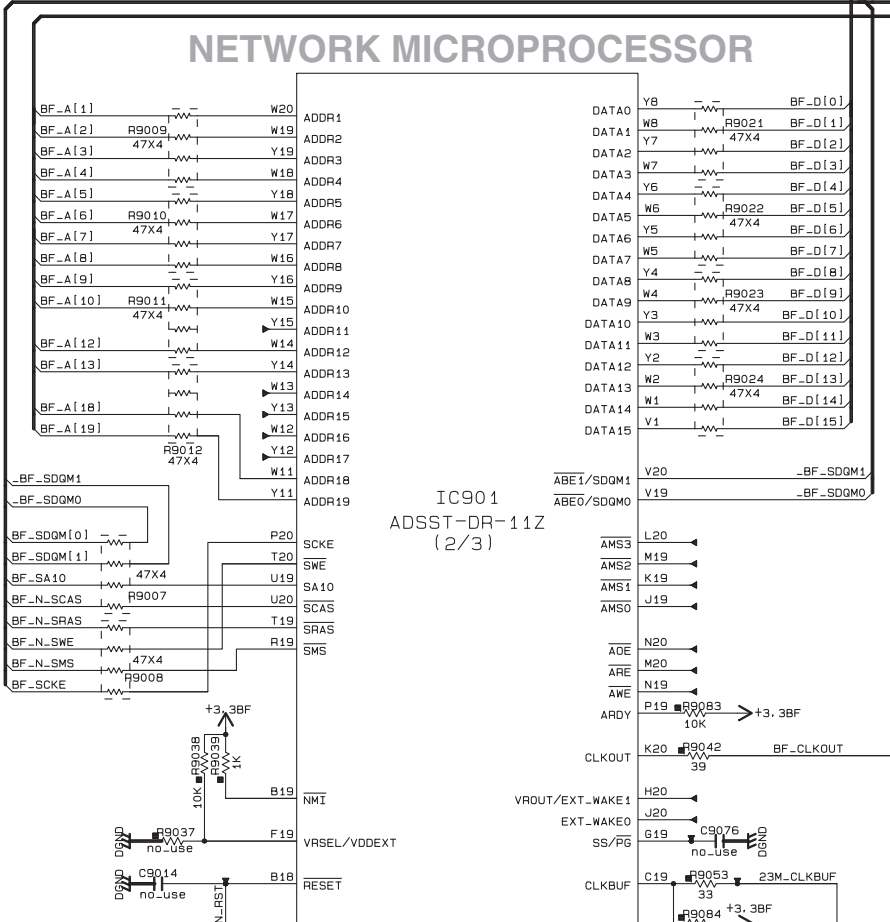 NETWORK MICROPROCESSOR
BF_A[1] W20 ADDR1
BF_A[2] R9009 W19 ADDR2
47X4
BF_A[3] Y19 ADDR3
BF_A[4] W18 ADDR4
BF_A[5] Y18 ADDR5
BF_A[6] R9010 W17 ADDR6
47X4
BF_A[7] Y17 ADDR7
BF_A[8] W16 ADDR8
BF_A[9] Y16 ADDR9
BF_A[10] R9011 W15 ADDR10
47X4
Y15 ADDR11
BF_A[12] W14 ADDR12
BF_A[13] Y14 ADDR13
W13 ADDR14
BF_A[18] Y13 ADDR15
BF_A[19] W12 ADDR16
R9012 Y12 ADDR17
47X4
W11 ADDR18
Y11 ADDR19
_BF_SDQM1
_BF_SDQM0
BF_SDQM[0] P20 SCKE
BF_SDQM[1] T20 SWE
47X4
BF_SA10 U19 SA10
BF_N_SCAS R9007 U20 SCAS
BF_N_SRAS T19 SRAS
BF_N_SWE R19 SMS
47X4
BF_N_SMS
R9008
BF_SCKE
+3.3BF
R9038 10K
R9039 1K
B19 NMI
DGND R9037 F19 VRSEL/VDDEXT
no_use
DGND C9014 B18 RESET
no_use
N_RST
IC901
ADSST-DR-11Z
(2/3)
DATA0 Y8 BF_D[0]
DATA1 W8 R9021 BF_D[1]
47X4
DATA2 Y7 BF_D[2]
DATA3 W7 BF_D[3]
DATA4 Y6 BF_D[4]
DATA5 W6 R9022 BF_D[5]
47X4
DATA6 Y5 BF_D[6]
DATA7 W5 BF_D[7]
DATA8 Y4 BF_D[8]
DATA9 W4 R9023 BF_D[9]
47X4
DATA10 Y3 BF_D[10]
DATA11 W3 BF_D[11]
DATA12 Y2 BF_D[12]
DATA13 W2 R9024 BF_D[13]
47X4
DATA14 W1 BF_D[14]
DATA15 V1 BF_D[15]
ABE1/SDQM1 V20 _BF_SDQM1
ABE0/SDQM0 V19 _BF_SDQM0
AMS3 L20
AMS2 M19
AMS1 K19
AMS0 J19
AOE N20
ARE M20
AWE N19
ARDY P19 R9083 +3.3BF
10K
CLKOUT K20 R9042 BF_CLKOUT
39
VROUT/EXT_WAKE1 H20
EXT_WAKE0 J20
SS/PG G19 C9076 DGND
no_use
CLKBUF C19 R9053 23M_CLKBUF
33
R9084 +3.3BF